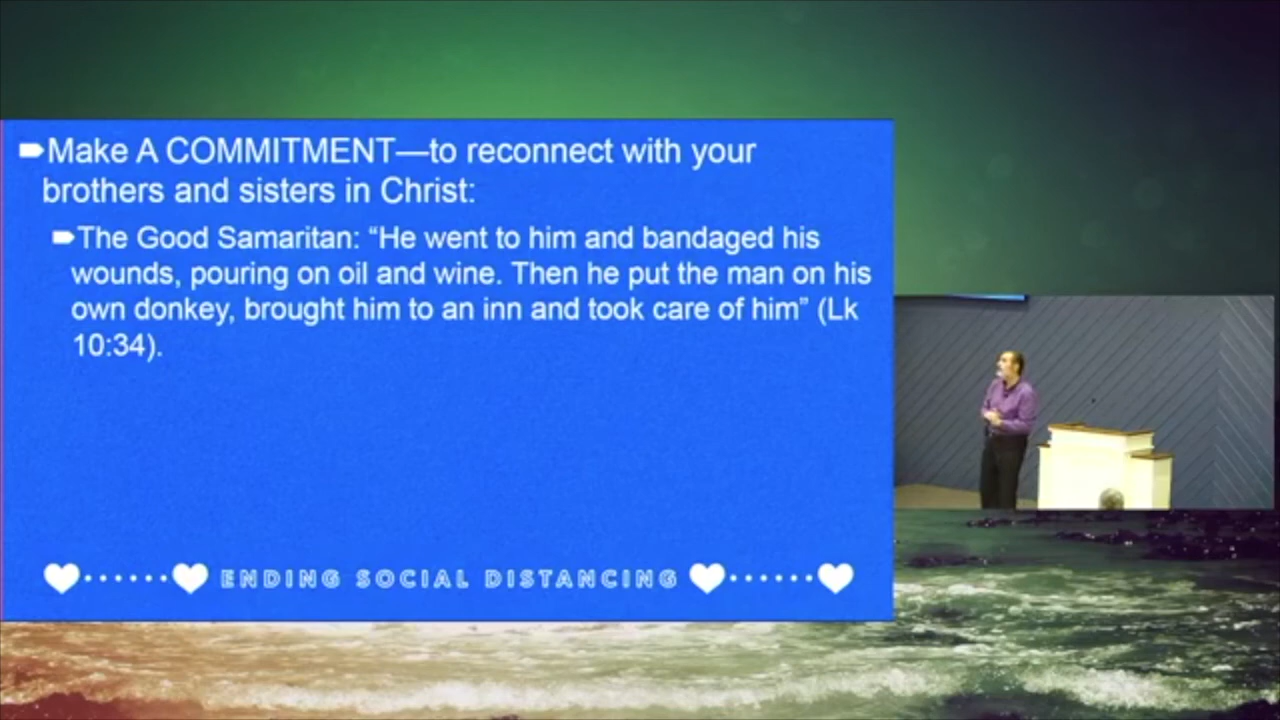 Make A COMMITMENT—to reconnect with your
brothers and sisters in Christ:
The Good Samaritan: “He went to him and bandaged his
wounds, pouring on oil and wine. Then he put the man on his
own donkey, brought him to an inn and took care of him” (Lk
10:34).
ENDING SOCIAL DISTANCING